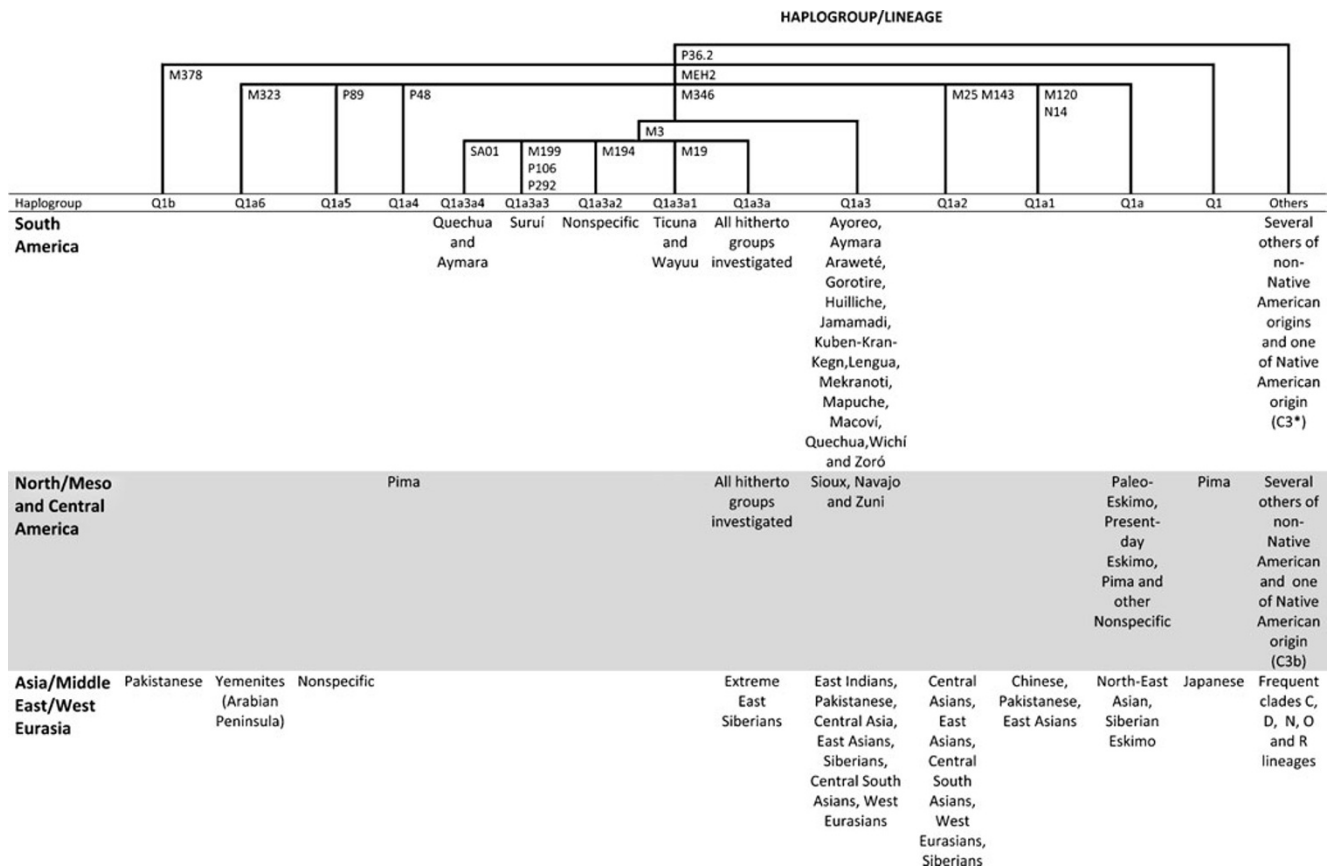 HAPLOGROUP/LINEAGE
P36.2
M378 MEH2
M323 P89 P48 M346 M25 M143 M120
N14
M3
SA01 M199 M194 M19
P106
P292
Haplogroup Q1b Q1a6 Q1a5 Q1a4 Q1a3a4 Q1a3a3 Q1a3a2 Q1a3a1 Q1a3a Q1a3 Q1a2 Q1a1 Q1a Q1 Others
South
America
Quechua
and
Aymara
Suruí
Nonspecific
Ticuna
and
Wayuu
All hitherto
groups
investigated
Ayoreo,
Aymara
Araweté,
Gorotire,
Huilliche,
Jamamadi,
Kuben-Kran-
Kegn,Lengua,
Mekranoti,
Mapuche,
Macoví,
Quechua,Wichí
and Zoró
Several
others of
non-
Native
American
origins
and one
of Native
American
origin
(C3*)
North/Meso
and Central
America
Pima
All hitherto
groups
investigated
Sioux, Navajo
and Zuni
Paleo-
Eskimo,
Present-
day
Eskimo,
Pima and
other
Nonspecific
Pima
Several
others of
non-
Native
American
and one
of Native
American
origin
(C3b)
Asia/Middle
East/West
Eurasia
Pakistanese
Yemenites
(Arabian
Peninsula)
Nonspecific
Extreme
East
Siberians
East Indians,
Pakistanese,
Central Asia,
East Asians,
Siberians,
Central South
Asians, West
Eurasians
Central
Asians,
East
Asians,
Central
South
Asians,
West
Eurasians,
Siberians
Chinese,
Pakistanese,
East Asians
North-East
Asian,
Siberian
Eskimo
Japanese
Frequent
clades C,
D, N, O
and R
lineages